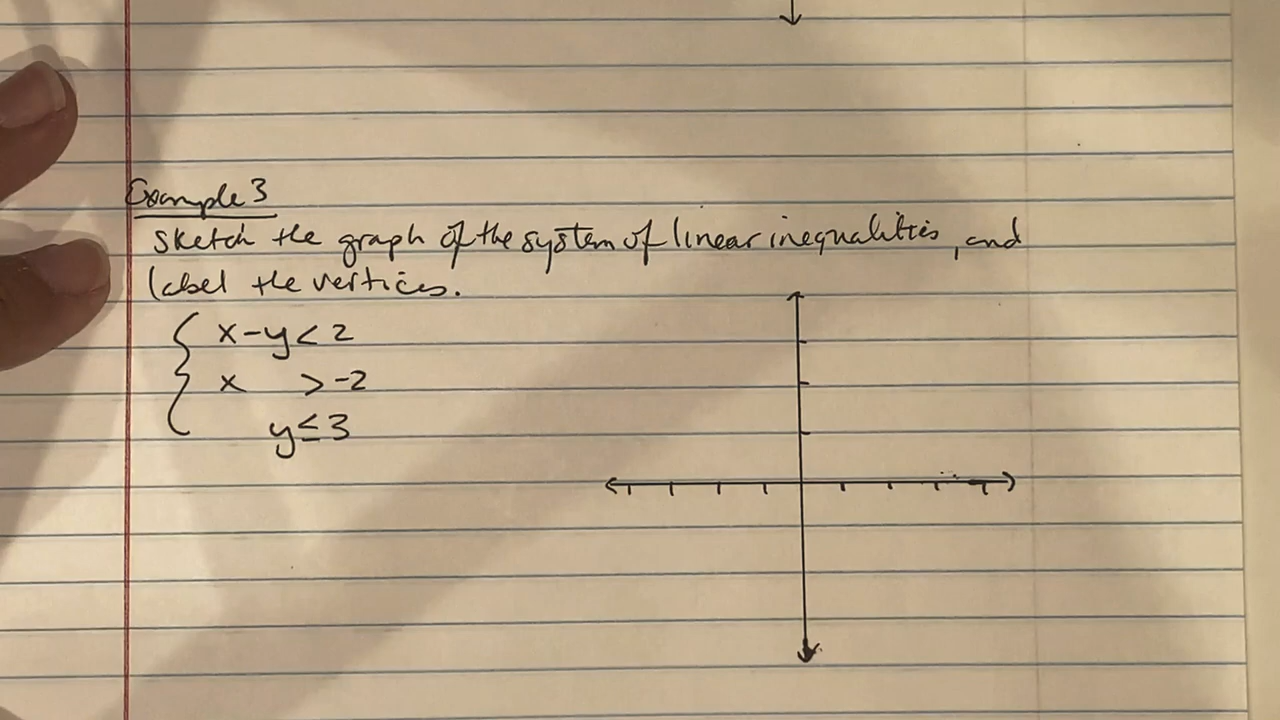 Example 3
Sketch the graph of the system of linear inequalities, and
label the vertices.
x-y < 2
x > -2
y ≤ 3